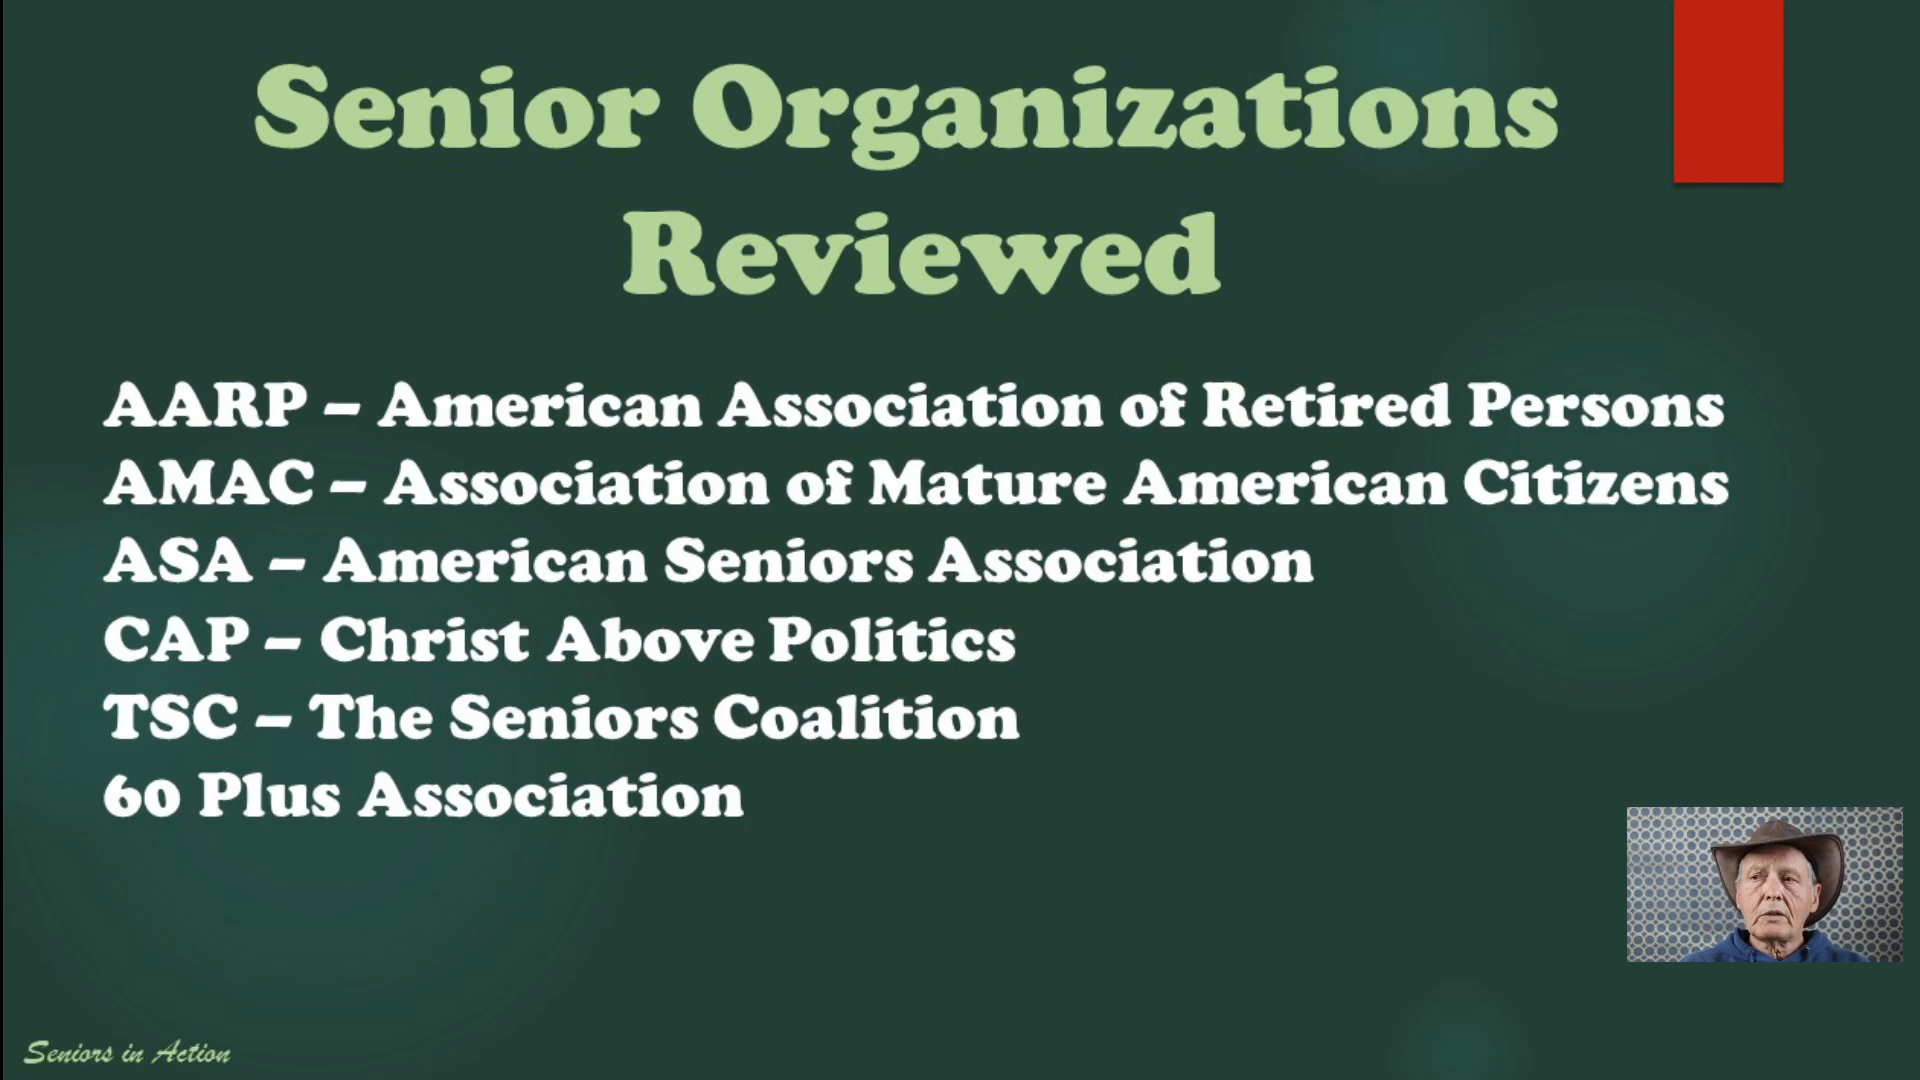 Senior Organizations
Reviewed
AARP – American Association of Retired Persons
AMAC – Association of Mature American Citizens
ASA – American Seniors Association
CAP – Christ Above Politics
TSC – The Seniors Coalition
60 Plus Association
Seniors in Action